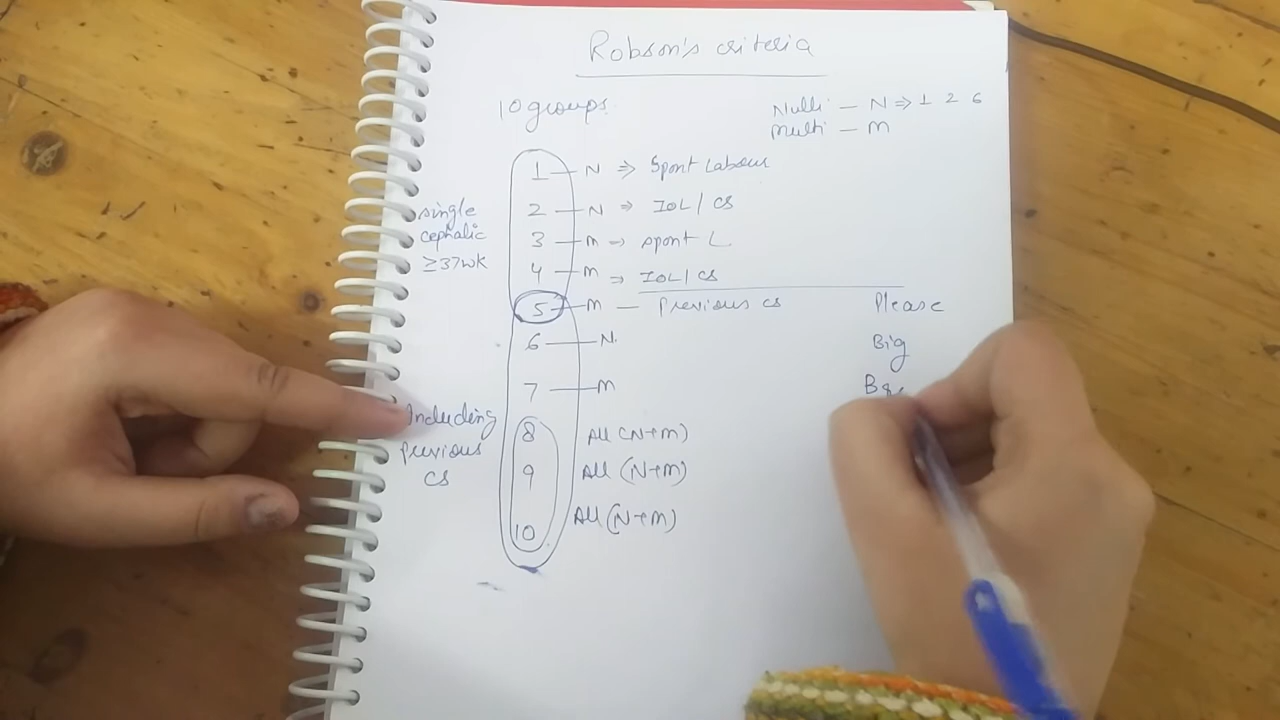 Robson's criteria
10 groups
Nulli — N ⇒ 1 2 6
Multi — M
1 — N ⇒ Spont Labour
2 — N ⇒ IOL / CS
3 — M → spont L
4 — M → IOL / CS
single
cephalic
≥37wk
5 — M — Previous CS
6 — N
7 — M
8 All (N+M)
9 All (N+M)
10 All (N+M)
Including
previous
CS
Please
Big